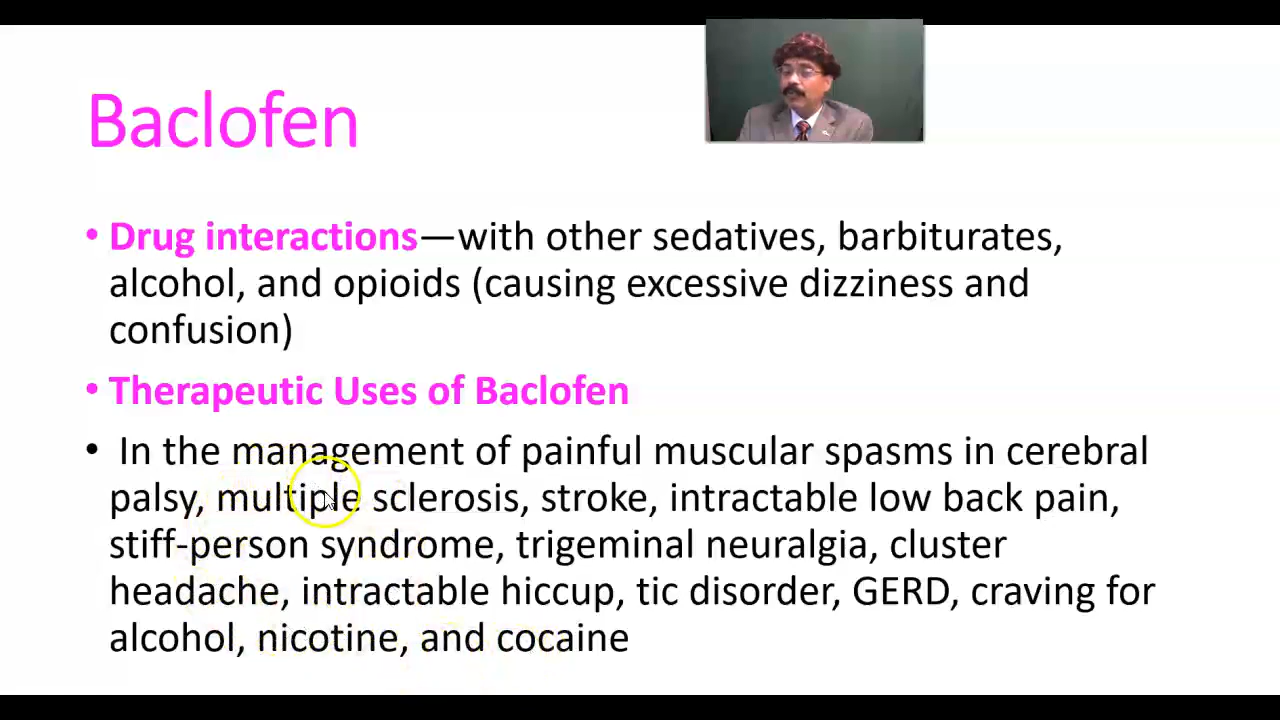 Baclofen
• Drug interactions—with other sedatives, barbiturates,
alcohol, and opioids (causing excessive dizziness and
confusion)
• Therapeutic Uses of Baclofen
• In the management of painful muscular spasms in cerebral
palsy, multiple sclerosis, stroke, intractable low back pain,
stiff-person syndrome, trigeminal neuralgia, cluster
headache, intractable hiccup, tic disorder, GERD, craving for
alcohol, nicotine, and cocaine